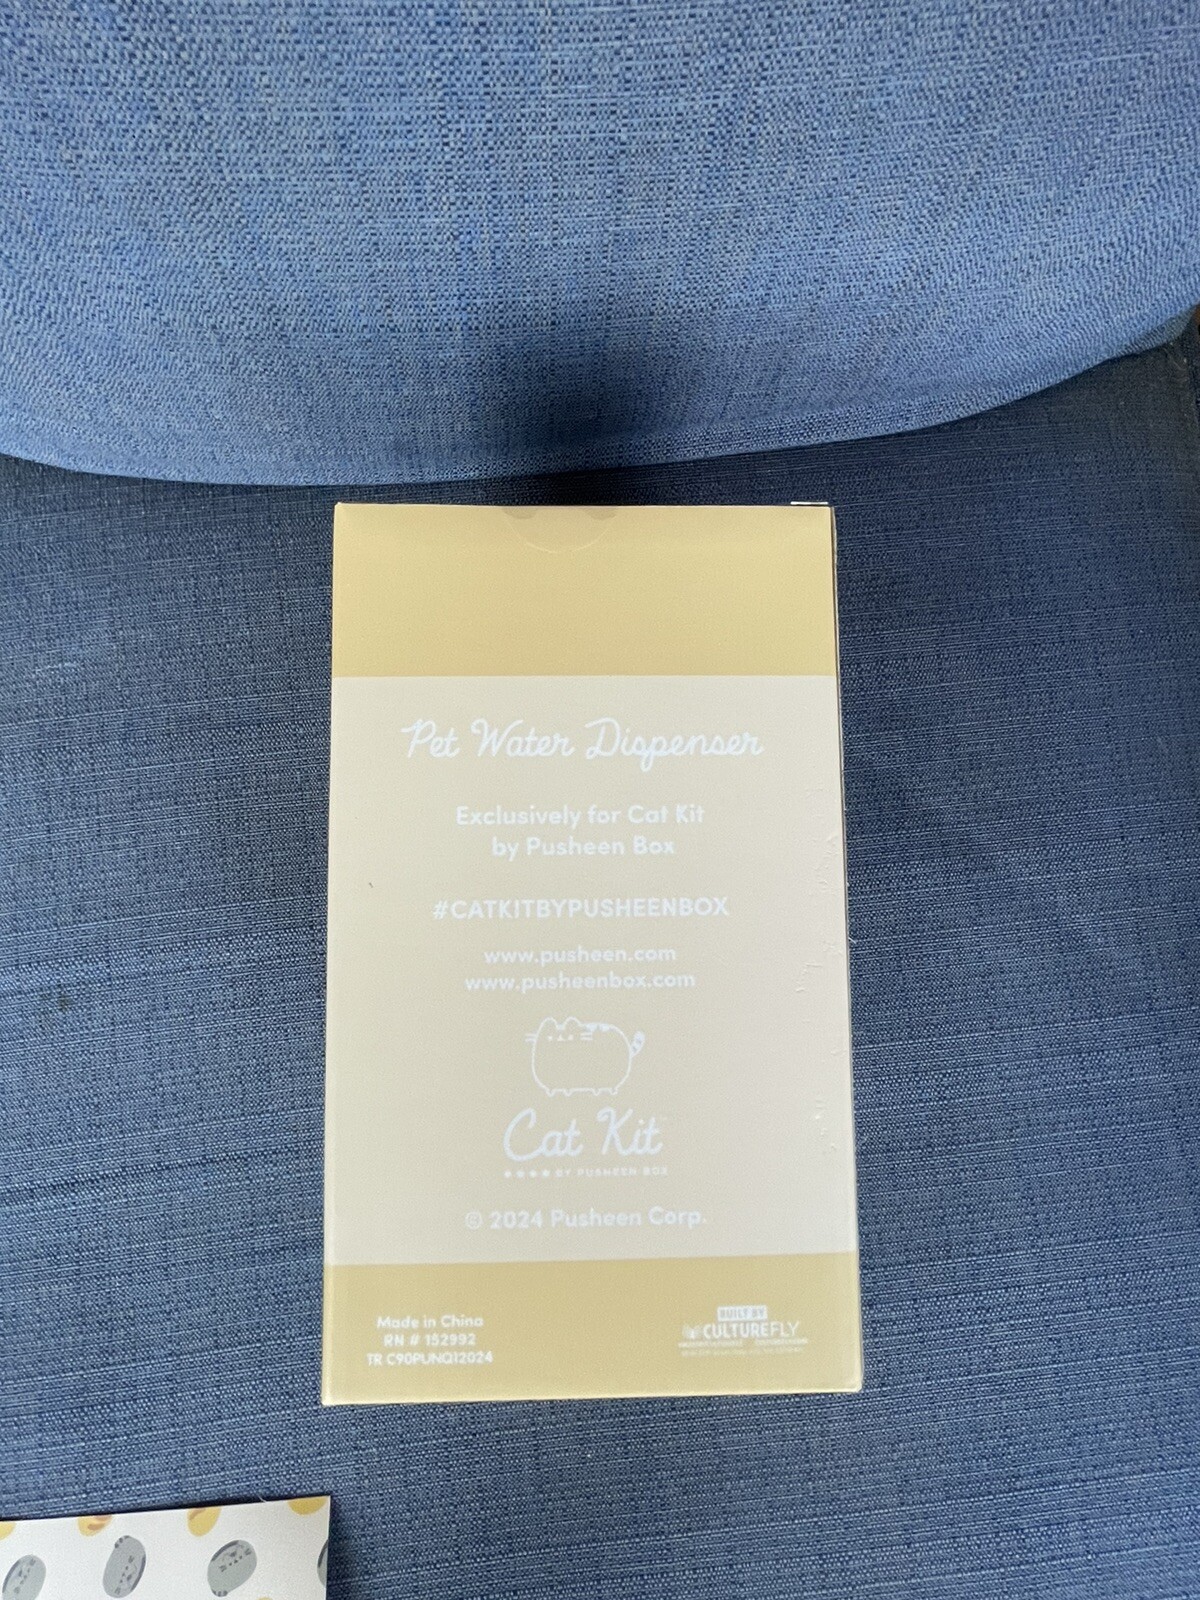 Pet Water Dispenser
Exclusively for Cat Kit
by Pusheen Box
#CATKITBYPUSHEENBOX
www.pusheen.com
www.pusheenbox.com
Cat Kit
BY PUSHEEN BOX
© 2024 Pusheen Corp.
Made in China
RN # 152992
TR C90PUNQ12024
BUILT BY
CULTUREFLY